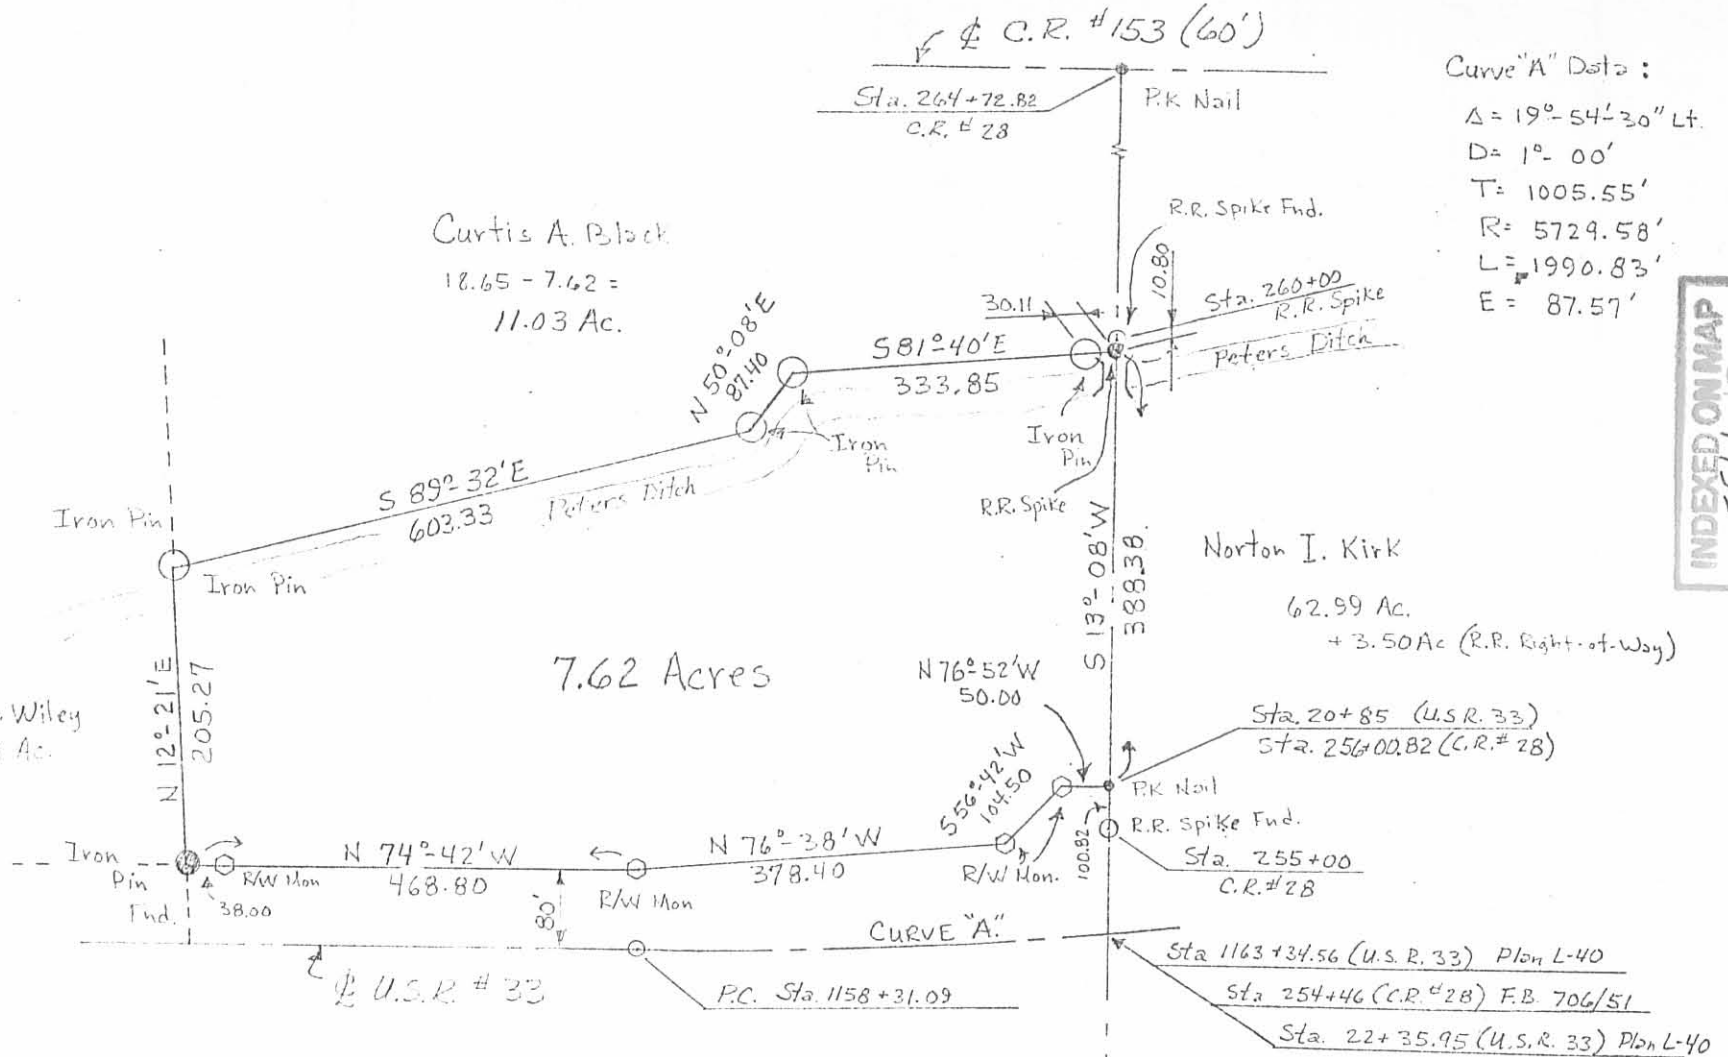 ℄ C.R. #153 (60')
Sta. 264+72.82
C.R. # 28
P.K Nail
Curve "A" Data :
Δ = 19°-54'-30" Lt.
D= 1°- 00'
T= 1005.55'
R= 5729.58'
L= 1990.83'
E = 87.57'
INDEXED ON MAP
Curtis A. Black
18.65 - 7.62 =
11.03 Ac.
R.R. Spike Fnd.
10.80
30.11
Sta. 260+00
R.R. Spike
Peters Ditch
N 50°-08'E
87.40
S 81°-40'E
333.85
Iron
Pin
Iron
Pin
R.R. Spike
S 89°-32'E
603.33
Peters Ditch
Iron Pin
Iron Pin
S 13°-08'W
388.38
Norton I. Kirk
62.99 Ac.
+ 3.50 Ac (R.R. Right-of-Way)
N 12°-21'E
205.27
Wiley
Ac.
7.62 Acres
N 76°-52'W
50.00
Sta. 20+85 (U.S.R. 33)
Sta. 256+00.82 (C.R. # 28)
S 56°-42'W
104.50
P.K Nail
R.R. Spike Fnd.
100.82
Sta. 255+00
C.R. # 28
Iron
Pin
Fnd.
38.00
R/W Mon
N 74°-42'W
468.80
R/W Mon
N 76°-38'W
378.40
R/W Mon.
80'
CURVE "A"
℄ U.S.R. # 33
P.C. Sta. 1158+31.09
Sta 1163+34.56 (U.S.R. 33) Plan L-40
Sta 254+46 (C.R. #28) F.B. 706/51
Sta. 22+35.95 (U.S.R. 33) Plan L-40